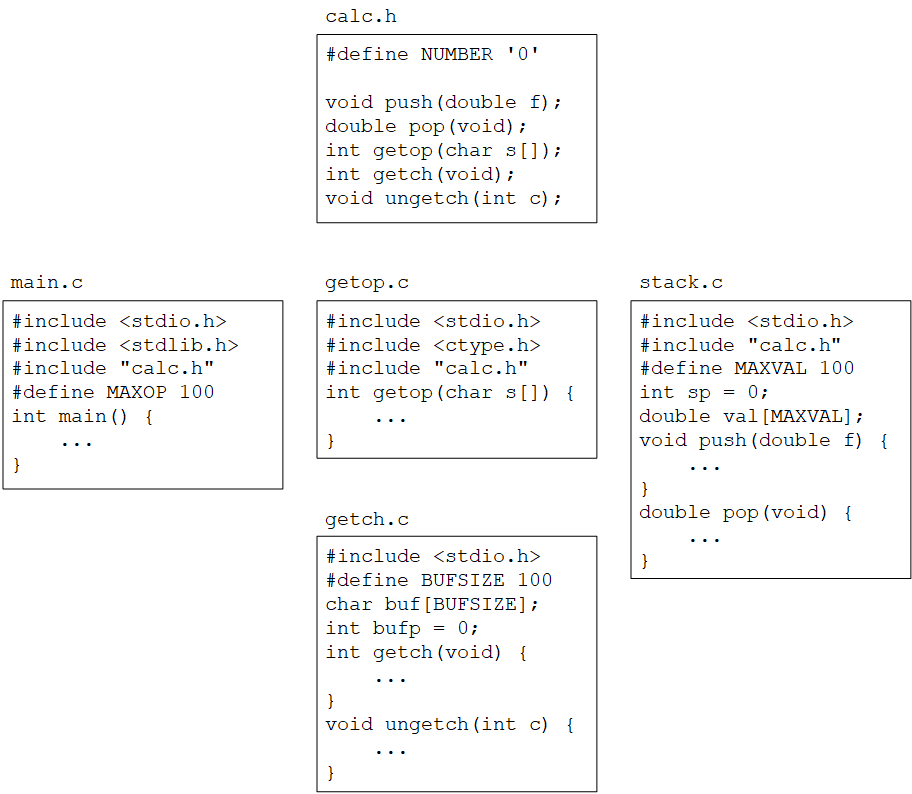 calc.h
#define NUMBER '0'
void push(double f);
double pop(void);
int getop(char s[]);
int getch(void);
void ungetch(int c);
main.c
#include <stdio.h>
#include <stdlib.h>
#include "calc.h"
#define MAXOP 100
int main() {
    ...
}
getop.c
#include <stdio.h>
#include <ctype.h>
#include "calc.h"
int getop(char s[]) {
    ...
}
getch.c
#include <stdio.h>
#define BUFSIZE 100
char buf[BUFSIZE];
int bufp = 0;
int getch(void) {
    ...
}
void ungetch(int c) {
    ...
}
stack.c
#include <stdio.h>
#include "calc.h"
#define MAXVAL 100
int sp = 0;
double val[MAXVAL];
void push(double f) {
    ...
}
double pop(void) {
    ...
}